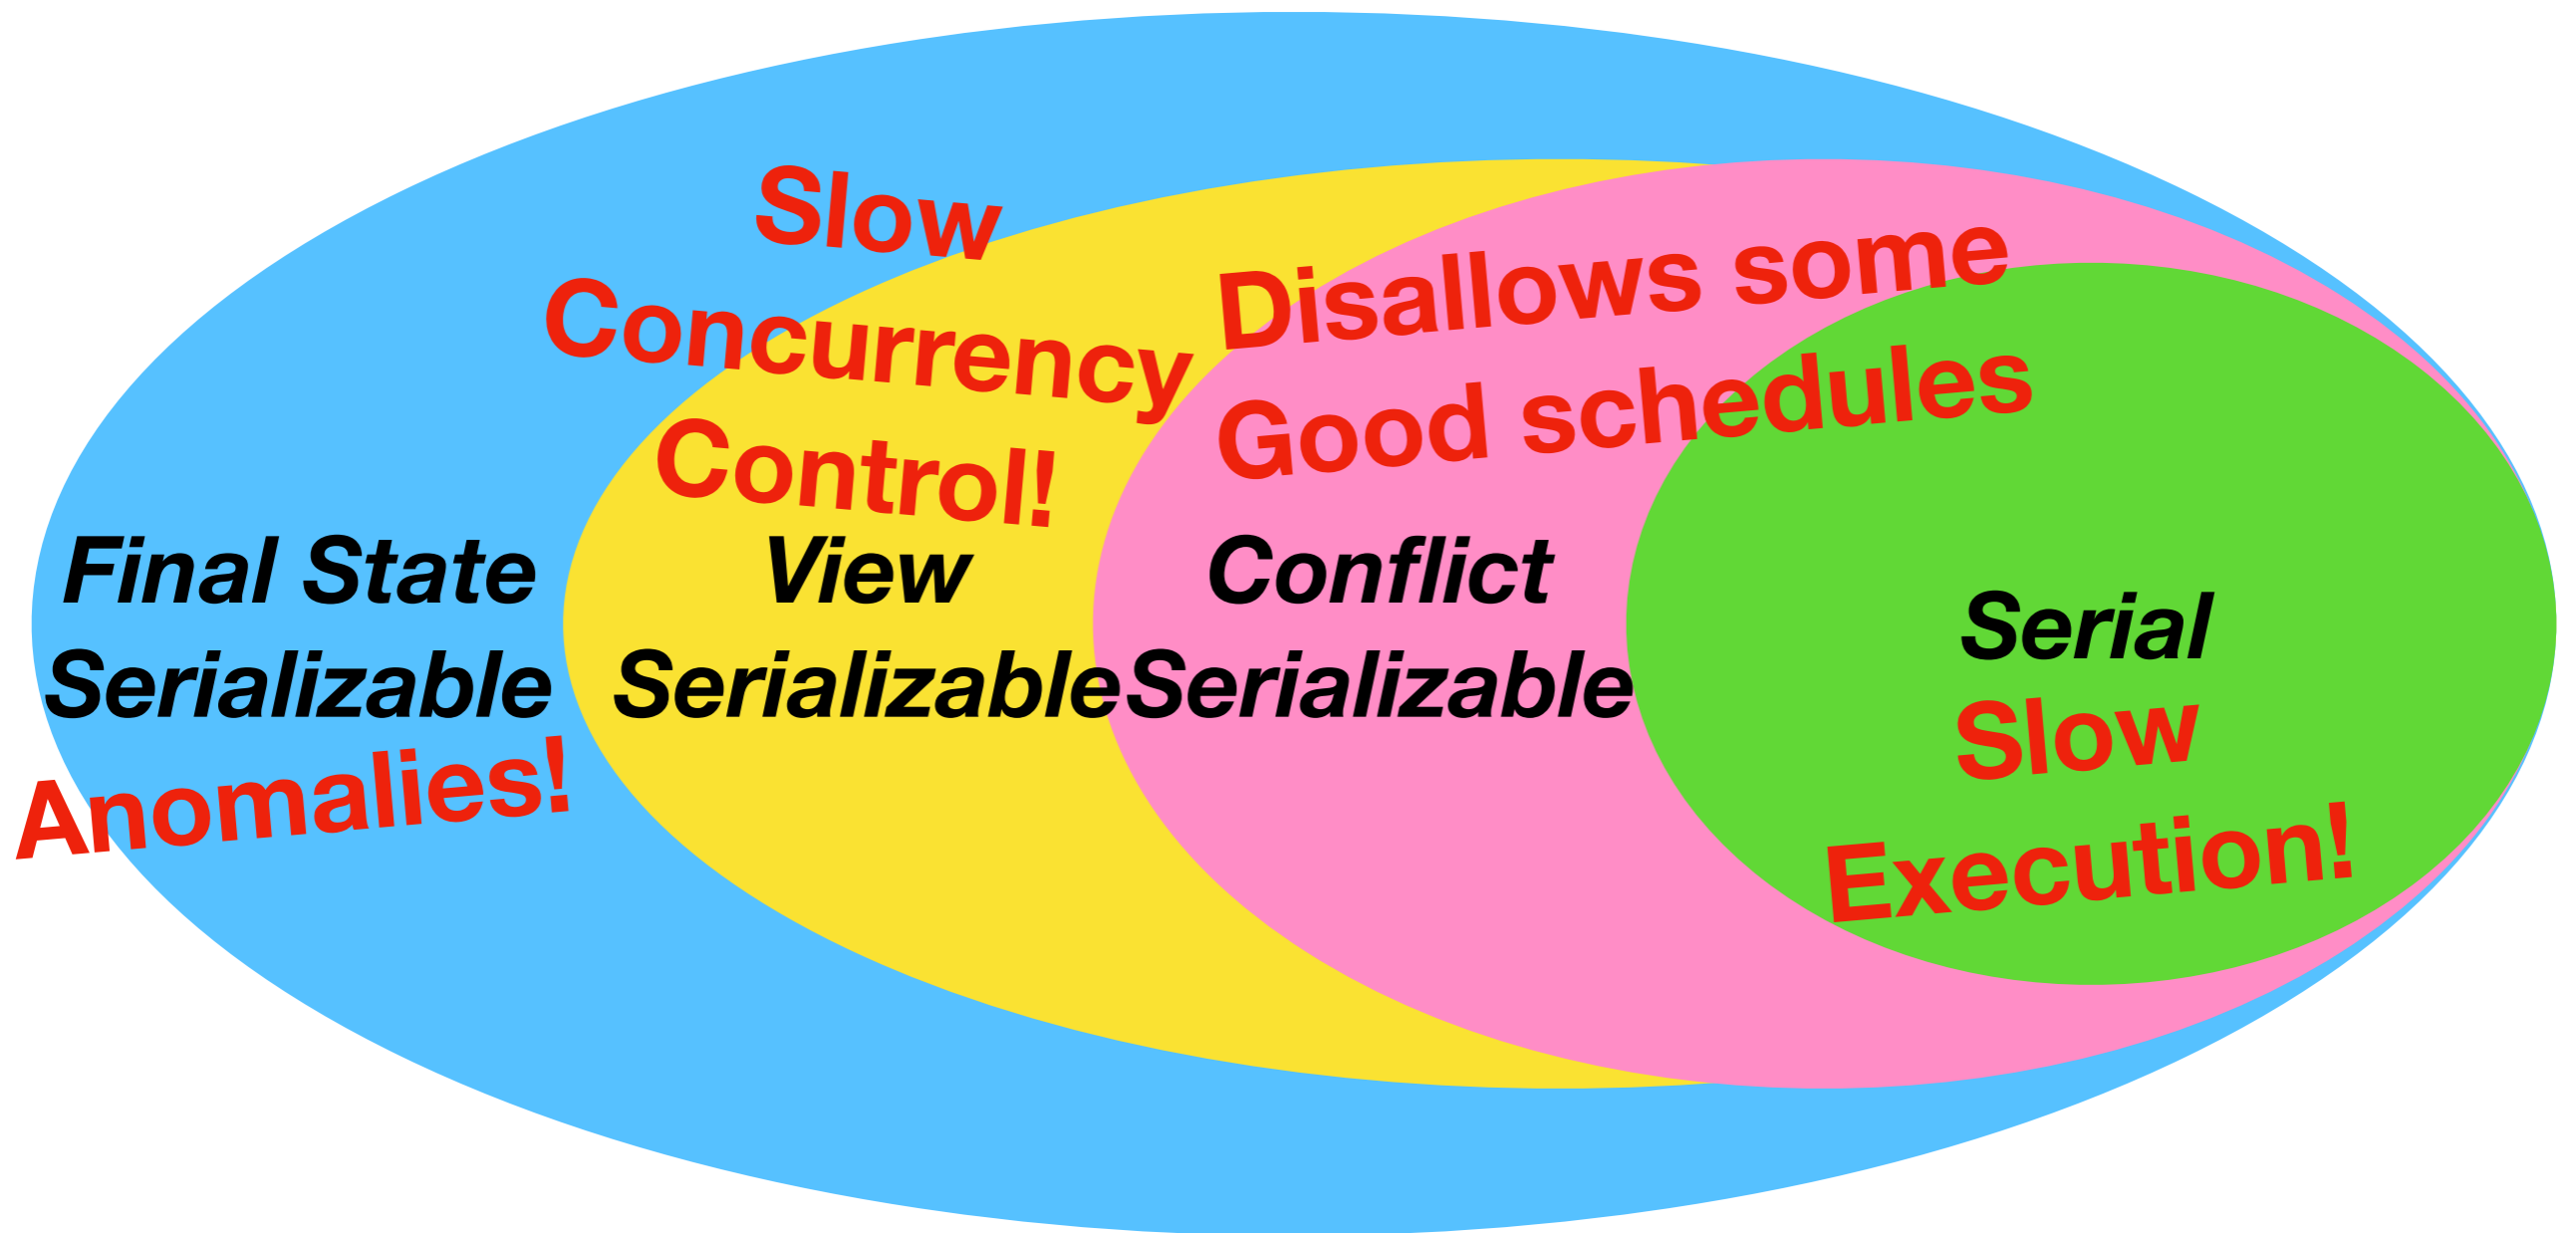 Slow
Concurrency
Control!
Disallows some
Good schedules
Final State
Serializable
Anomalies!
View
Serializable
Conflict
Serializable
Serial
Slow
Execution!